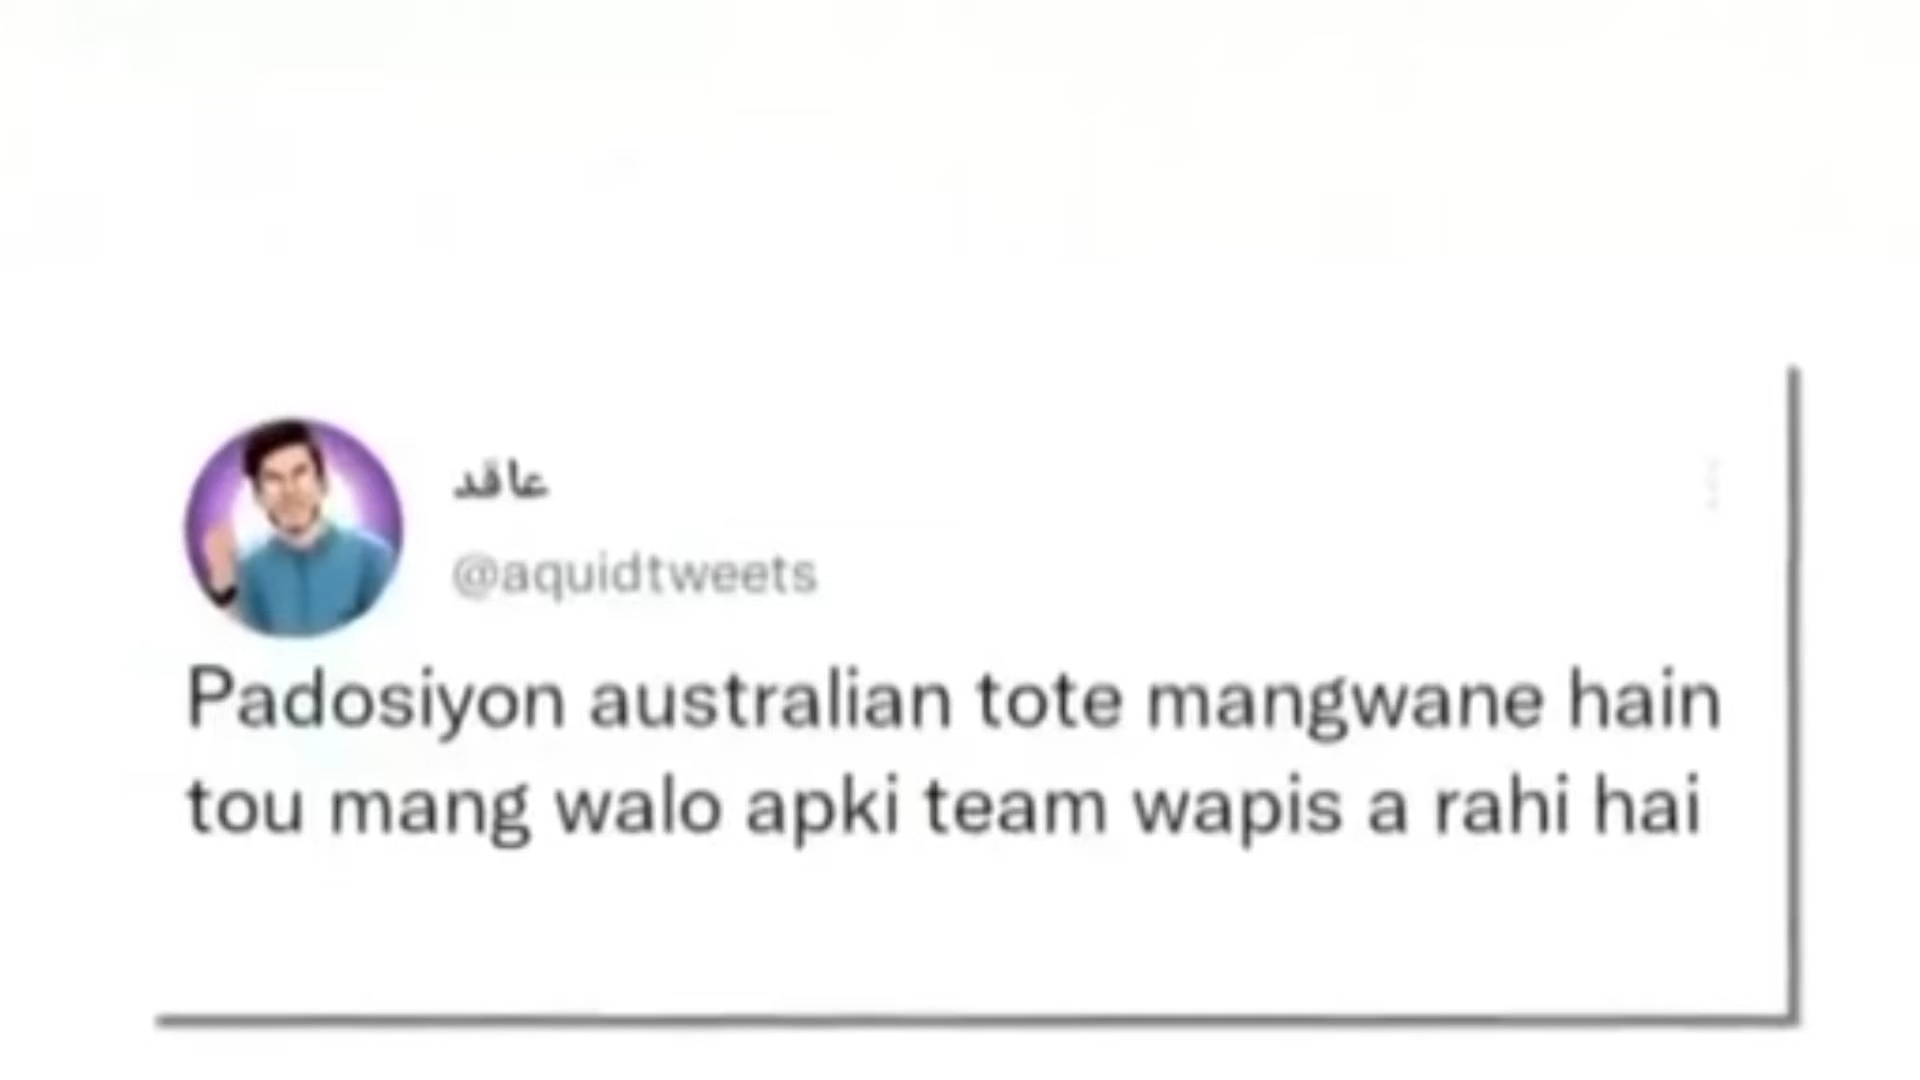 عاقد
@aquidtweets
Padosiyon australian tote mangwane hain
tou mang walo apki team wapis a rahi hai